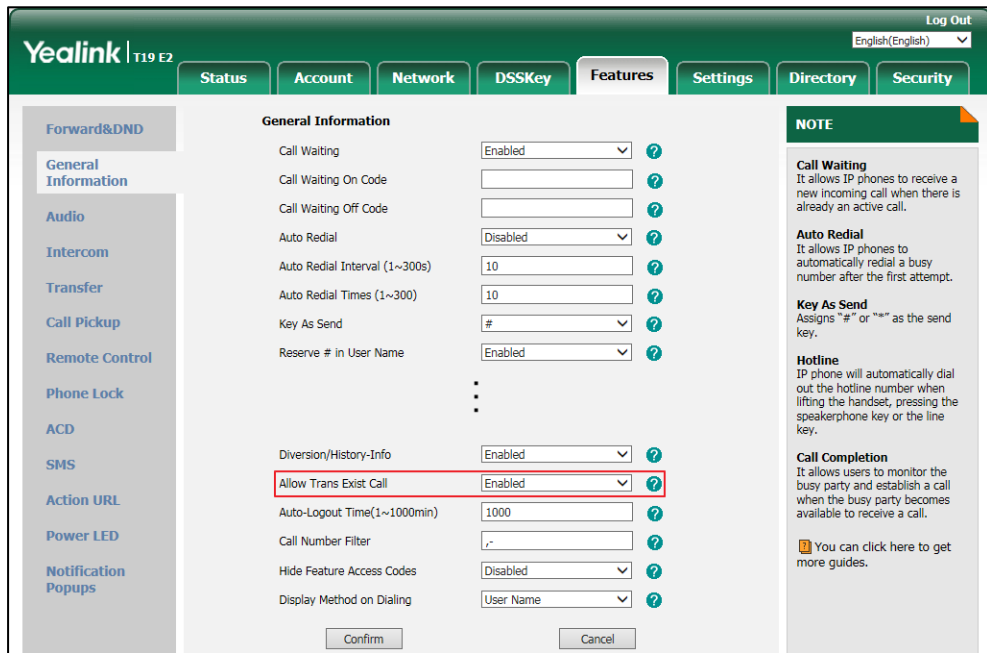 Log Out
Yealink T19 E2
English(English)
Status Account Network DSSKey Features Settings Directory Security
Forward&DND
General
Information
Audio
Intercom
Transfer
Call Pickup
Remote Control
Phone Lock
ACD
SMS
Action URL
Power LED
Notification
Popups
General Information
Call Waiting Enabled ?
Call Waiting On Code ?
Call Waiting Off Code ?
Auto Redial Disabled ?
Auto Redial Interval (1~300s) 10 ?
Auto Redial Times (1~300) 10 ?
Key As Send # ?
Reserve # in User Name Enabled ?
Diversion/History-Info Enabled ?
Allow Trans Exist Call Enabled ?
Auto-Logout Time(1~1000min) 1000 ?
Call Number Filter ,- ?
Hide Feature Access Codes Disabled ?
Display Method on Dialing User Name ?
Confirm Cancel
NOTE
Call Waiting
It allows IP phones to receive a
new incoming call when there is
already an active call.
Auto Redial
It allows IP phones to
automatically redial a busy
number after the first attempt.
Key As Send
Assigns "#" or "*" as the send
key.
Hotline
IP phone will automatically dial
out the hotline number when
lifting the handset, pressing the
speakerphone key or the line
key.
Call Completion
It allows users to monitor the
busy party and establish a call
when the busy party becomes
available to receive a call.
? You can click here to get
more guides.